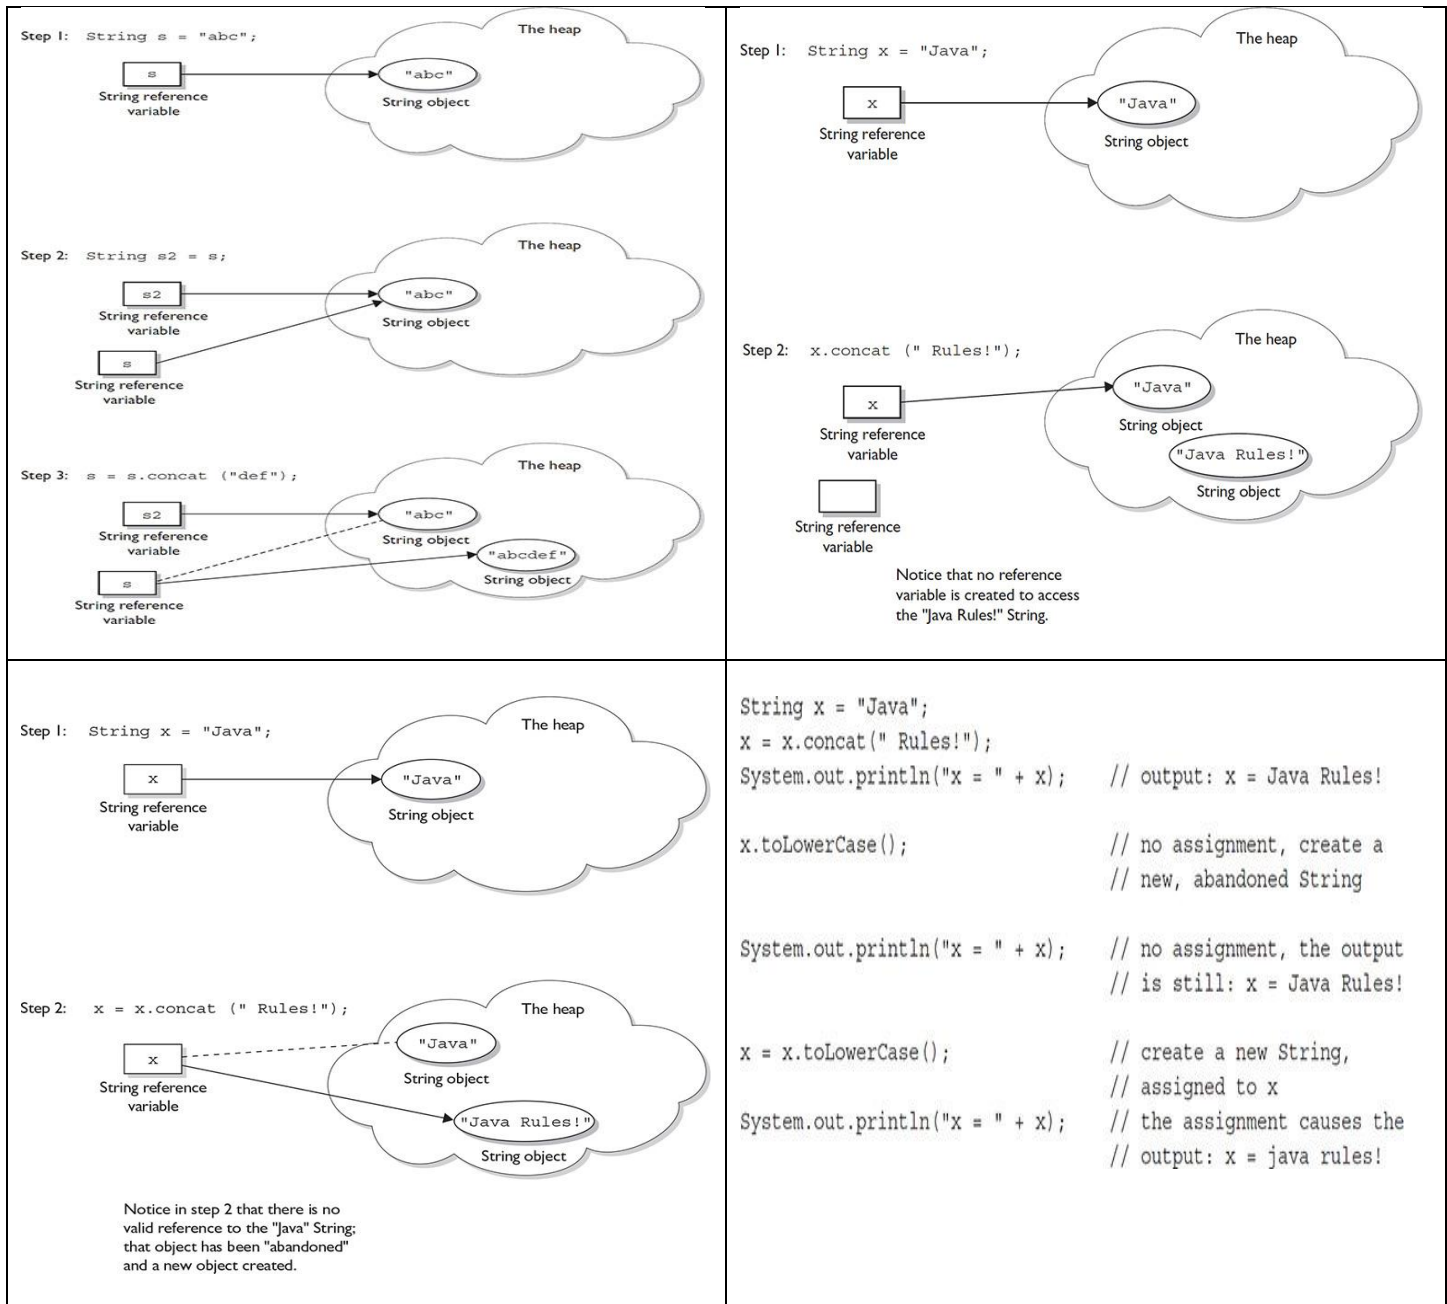 Step 1: String s = "abc";
The heap
s
"abc"
String reference
variable
String object
Step 2: String s2 = s;
The heap
s2
"abc"
String reference
variable
String object
s
String reference
variable
Step 3: s = s.concat ("def");
The heap
s2
"abc"
String reference
variable
String object
"abcdef"
s
String object
String reference
variable
Step 1: String x = "Java";
The heap
x
"Java"
String reference
variable
String object
Step 2: x.concat (" Rules!");
The heap
"Java"
x
String object
String reference
variable
"Java Rules!"
String object
String reference
variable
Notice that no reference
variable is created to access
the "Java Rules!" String.
Step 1: String x = "Java";
The heap
x
"Java"
String reference
variable
String object
Step 2: x = x.concat (" Rules!");
The heap
"Java"
x
String object
String reference
variable
"Java Rules!"
String object
Notice in step 2 that there is no
valid reference to the "Java" String;
that object has been "abandoned"
and a new object created.
String x = "Java";
x = x.concat(" Rules!");
System.out.println("x = " + x); // output: x = Java Rules!
x.toLowerCase(); // no assignment, create a
// new, abandoned String
System.out.println("x = " + x); // no assignment, the output
// is still: x = Java Rules!
x = x.toLowerCase(); // create a new String,
// assigned to x
System.out.println("x = " + x); // the assignment causes the
// output: x = java rules!